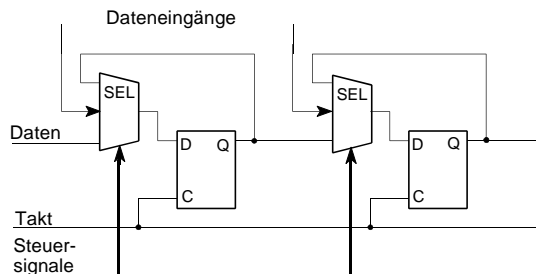 Dateneingänge
SEL
SEL
Daten
D Q
D Q
C
C
Takt
Steuer-
signale